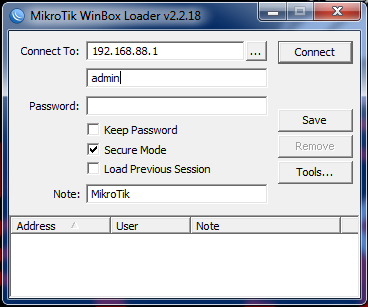 MikroTik WinBox Loader v2.2.18
Connect To: 192.168.88.1 ... Connect
admin
Password:
Keep Password
Secure Mode
Load Previous Session
Save
Remove
Tools...
Note: MikroTik
Address User Note